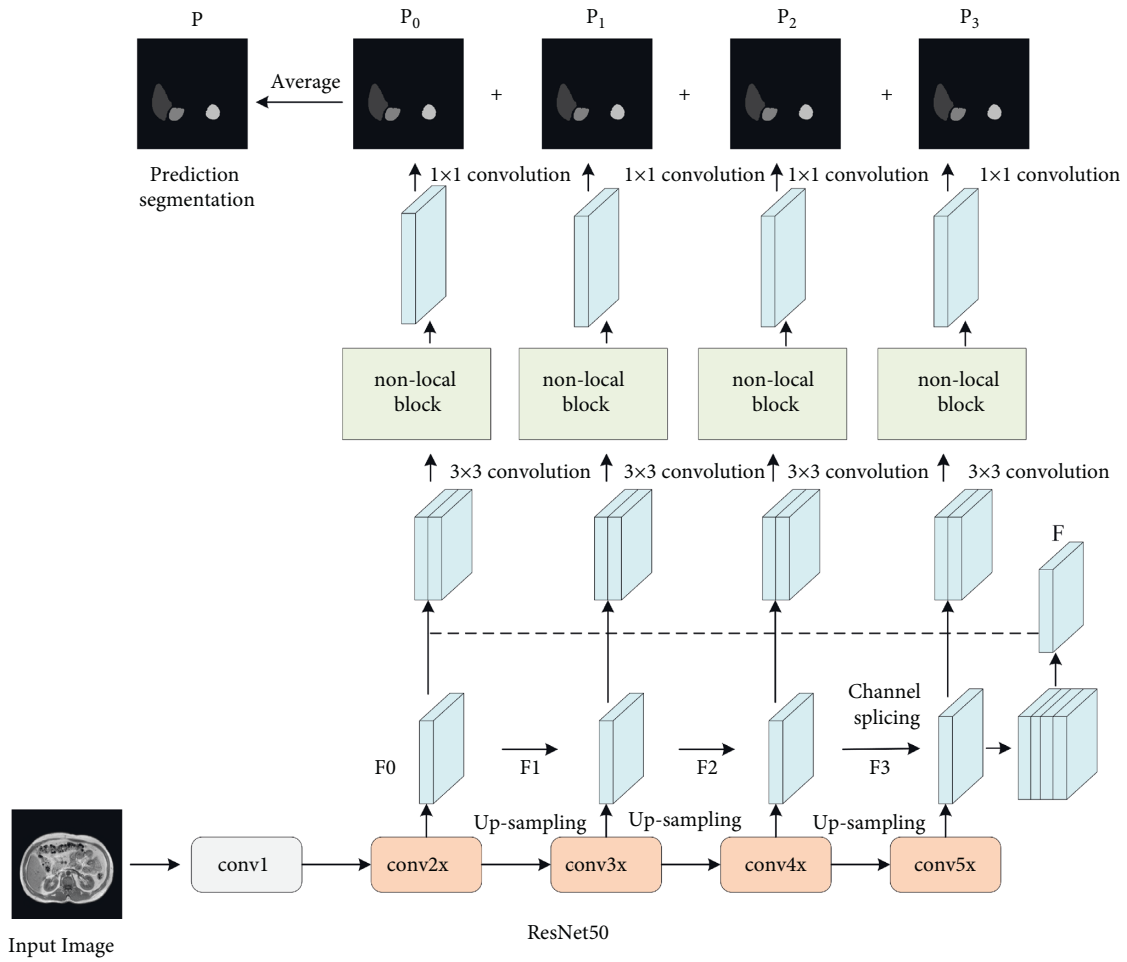 P P₀ P₁ P₂ P₃
Average
+ + +
Prediction
segmentation
1×1 convolution 1×1 convolution 1×1 convolution 1×1 convolution
non-local
block
non-local
block
non-local
block
non-local
block
3×3 convolution 3×3 convolution 3×3 convolution 3×3 convolution
F
Channel
splicing
F0 F1 F2 F3
Up-sampling Up-sampling Up-sampling
conv1 conv2x conv3x conv4x conv5x
ResNet50
Input Image